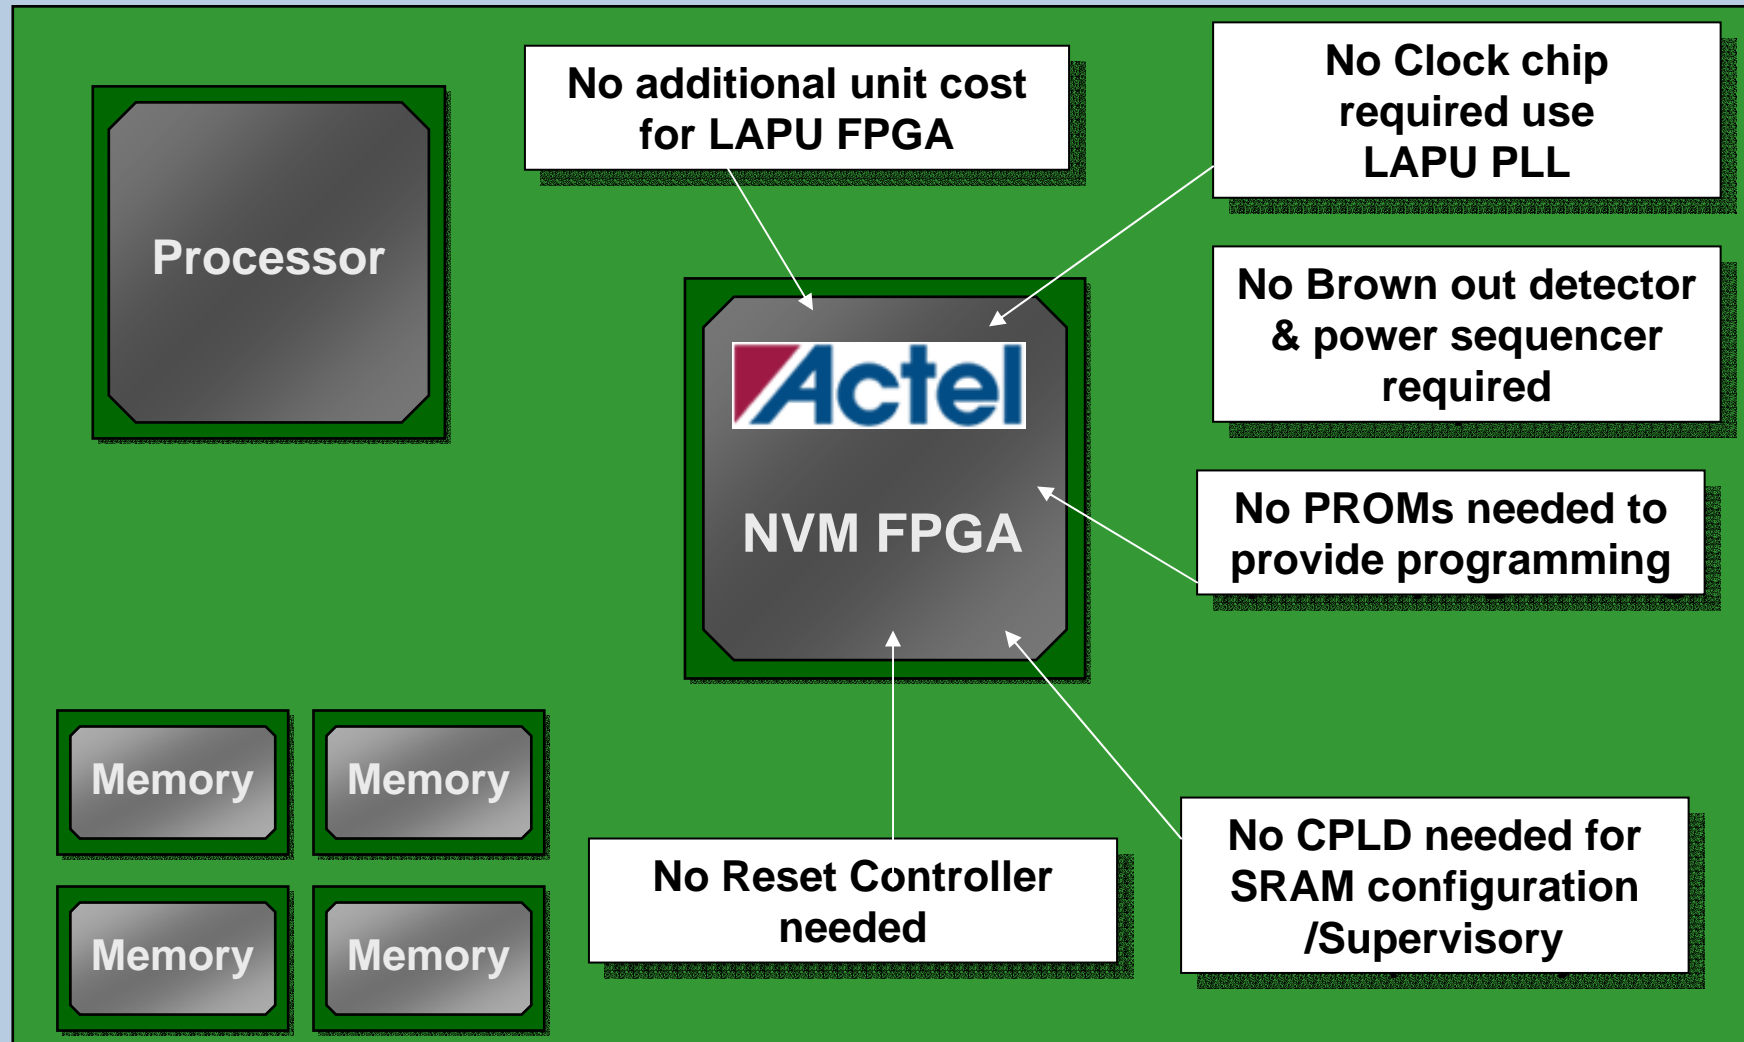 No additional unit cost
for LAPU FPGA
No Clock chip
required use
LAPU PLL
Processor
No Brown out detector
& power sequencer
required
Actel
NVM FPGA
No PROMs needed to
provide programming
Memory
Memory
Memory
Memory
No Reset Controller
needed
No CPLD needed for
SRAM configuration
/Supervisory